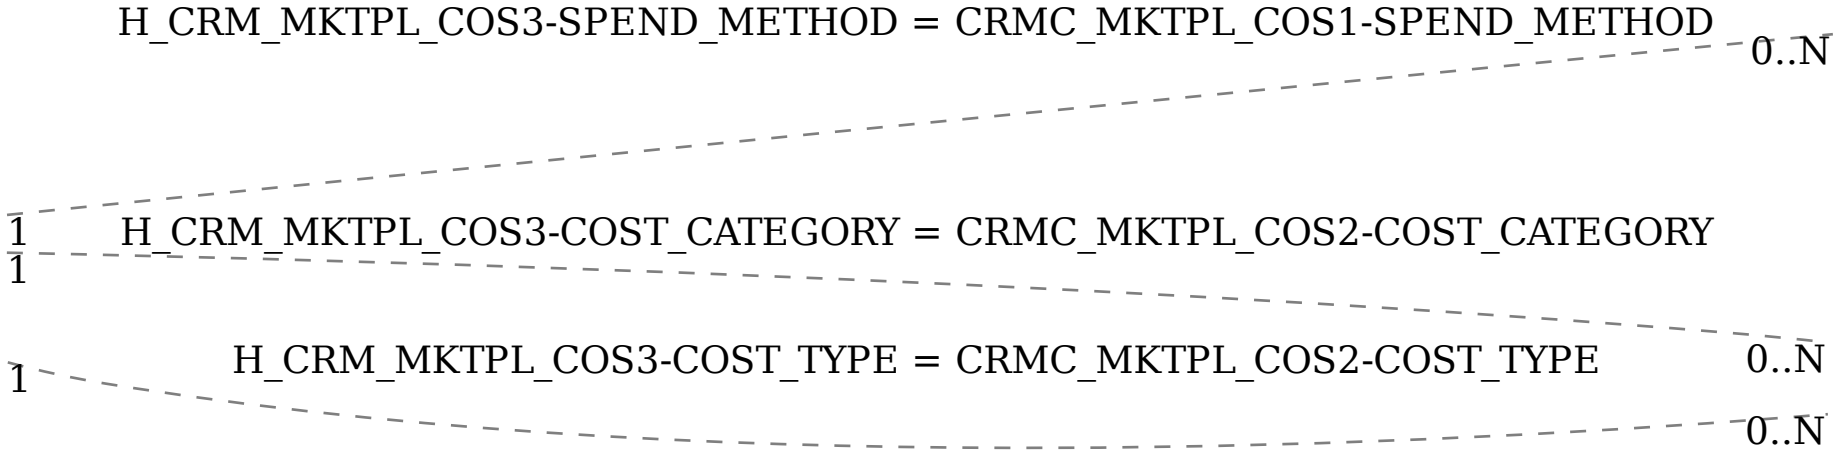 H_CRM_MKTPL_COS3-SPEND_METHOD = CRMC_MKTPL_COS1-SPEND_METHOD
0..N
1
H_CRM_MKTPL_COS3-COST_CATEGORY = CRMC_MKTPL_COS2-COST_CATEGORY
1
H_CRM_MKTPL_COS3-COST_TYPE = CRMC_MKTPL_COS2-COST_TYPE
0..N
1
0..N